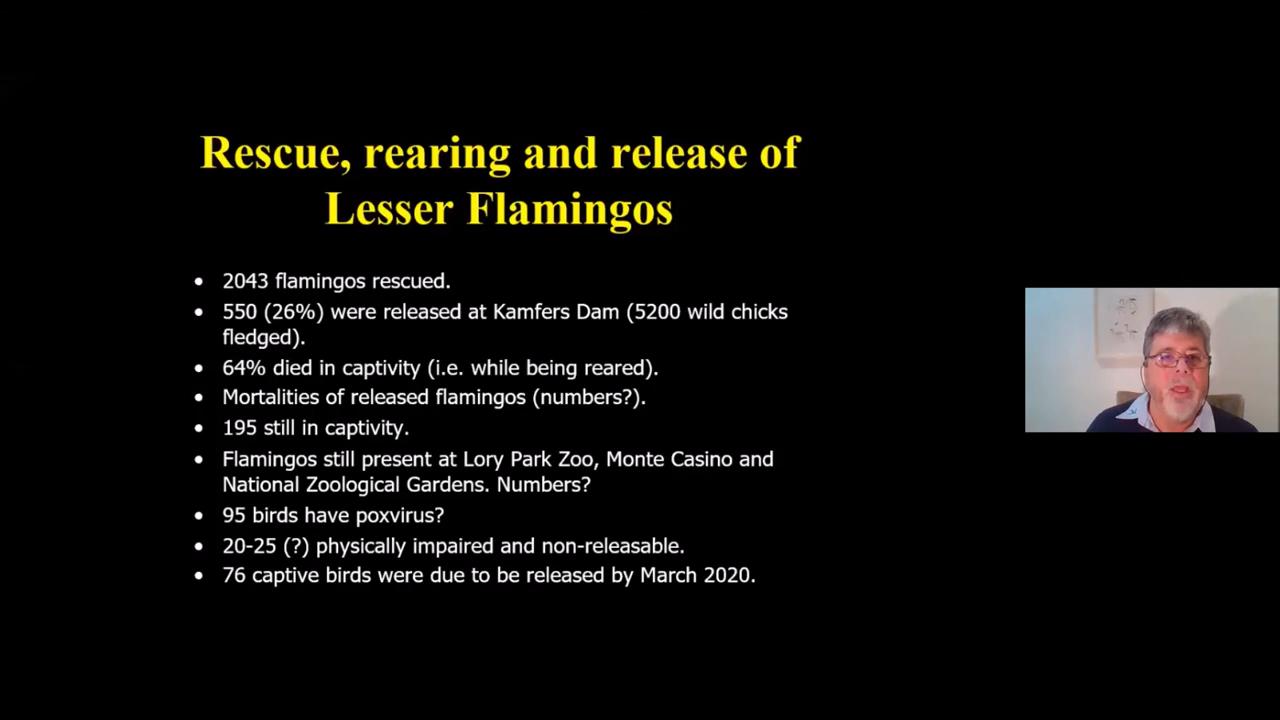 Rescue, rearing and release of
Lesser Flamingos
• 2043 flamingos rescued.
• 550 (26%) were released at Kamfers Dam (5200 wild chicks
fledged).
• 64% died in captivity (i.e. while being reared).
• Mortalities of released flamingos (numbers?).
• 195 still in captivity.
• Flamingos still present at Lory Park Zoo, Monte Casino and
National Zoological Gardens. Numbers?
• 95 birds have poxvirus?
• 20-25 (?) physically impaired and non-releasable.
• 76 captive birds were due to be released by March 2020.